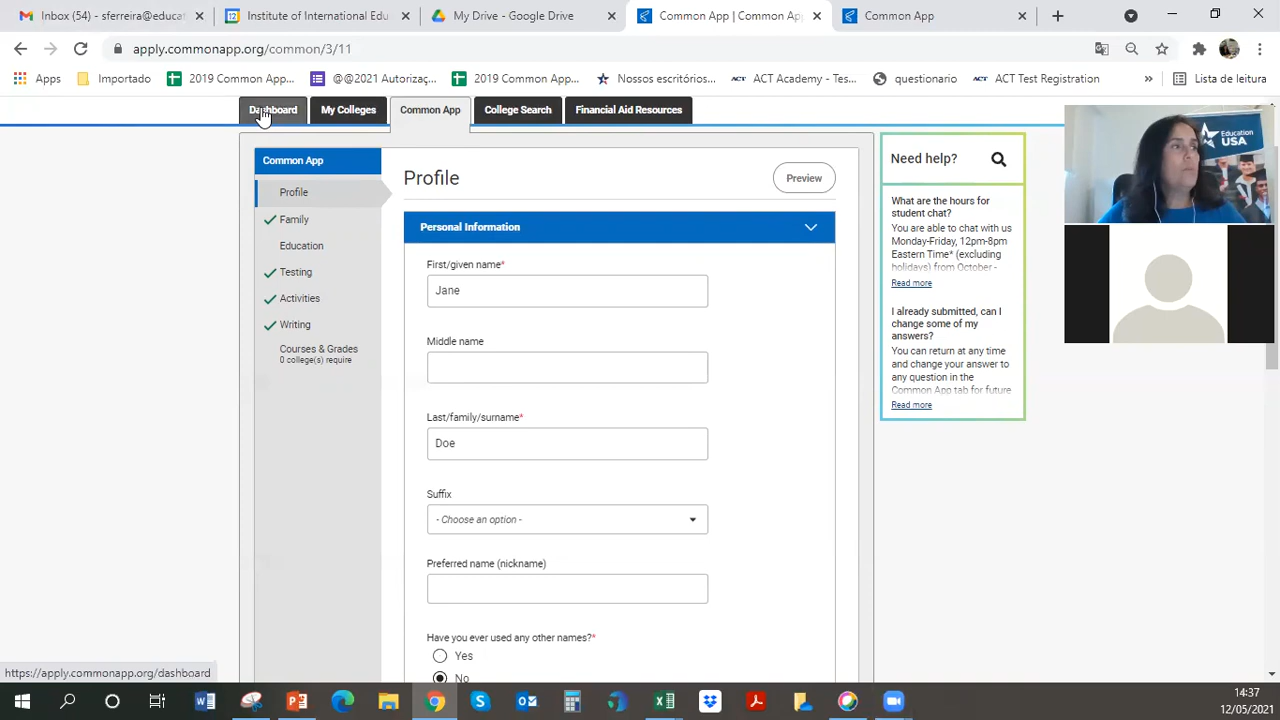 Inbox (54) - sferreira@educat
Institute of International Edu
My Drive - Google Drive
Common App | Common App
Common App
apply.commonapp.org/common/3/11
Apps
Importado
2019 Common App...
@@2021 Autorizaç...
2019 Common App...
Nossos escritórios...
ACT Academy - Tes...
questionario
ACT Test Registration
Lista de leitura
Dashboard
My Colleges
Common App
College Search
Financial Aid Resources
Common App
Profile
Family
Education
Testing
Activities
Writing
Courses & Grades
0 college(s) require
Profile
Preview
Personal Information
First/given name*
Jane
Middle name
Last/family/surname*
Doe
Suffix
- Choose an option -
Preferred name (nickname)
Have you ever used any other names?*
Yes
No
Need help?
What are the hours for
student chat?
You are able to chat with us
Monday-Friday, 12pm-8pm
Eastern Time* (excluding
holidays) from October -
Read more
I already submitted, can I
change some of my
answers?
You can return at any time
and change your answer to
any question in the
Common App tab for future
Read more
Education
USA
https://apply.commonapp.org/dashboard
14:37
12/05/2021